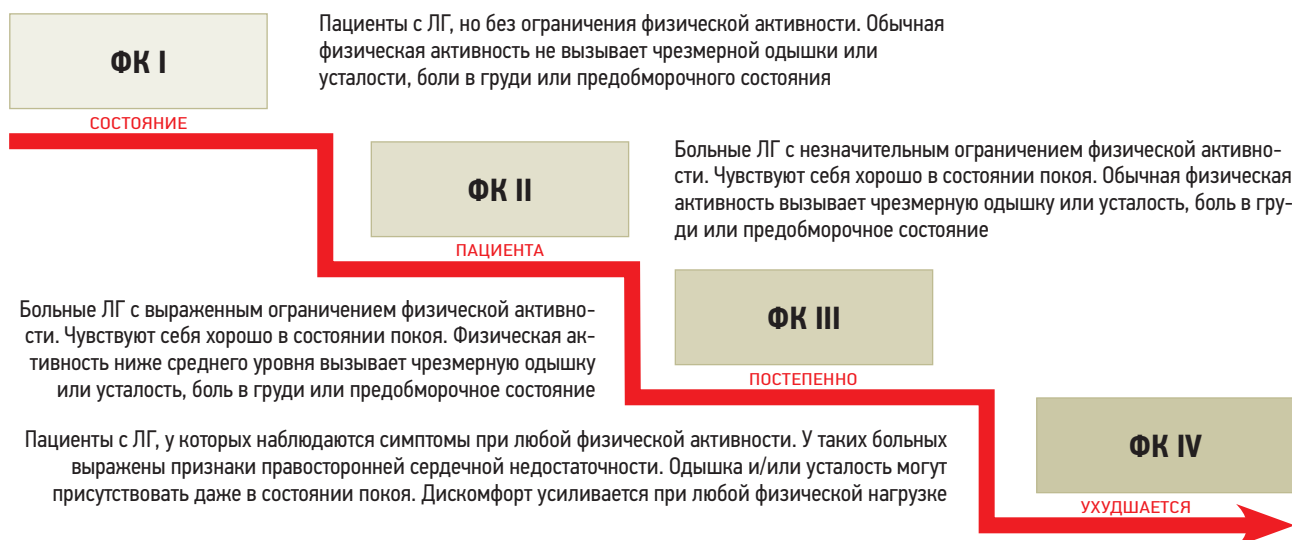 ФК I
Пациенты с ЛГ, но без ограничения физической активности. Обычная
физическая активность не вызывает чрезмерной одышки или
усталости, боли в груди или предобморочного состояния
СОСТОЯНИЕ
ФК II
Больные ЛГ с незначительным ограничением физической активно-
сти. Чувствуют себя хорошо в состоянии покоя. Обычная физическая
активность вызывает чрезмерную одышку или усталость, боль в гру-
ди или предобморочное состояние
ПАЦИЕНТА
Больные ЛГ с выраженным ограничением физической активно-
сти. Чувствуют себя хорошо в состоянии покоя. Физическая ак-
тивность ниже среднего уровня вызывает чрезмерную одышку
или усталость, боль в груди или предобморочное состояние
ФК III
ПОСТЕПЕННО
Пациенты с ЛГ, у которых наблюдаются симптомы при любой физической активности. У таких больных
выражены признаки правосторонней сердечной недостаточности. Одышка и/или усталость могут
присутствовать даже в состоянии покоя. Дискомфорт усиливается при любой физической нагрузке
ФК IV
УХУДШАЕТСЯ